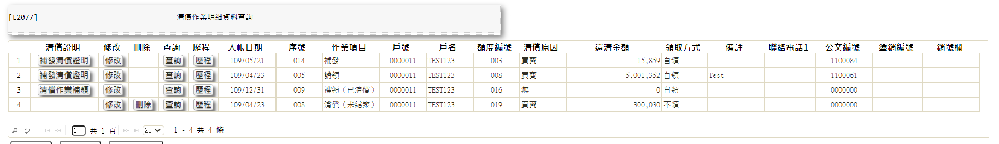 [L2077] 清償作業明細資料查詢
清償證明 修改 刪除 查詢 歷程 入帳日期 序號 作業項目 戶號 戶名 額度編號 清償原因 還清金額 領取方式 備註 聯絡電話1 公文編號 塗銷編號 銷號欄
1 補發清償證明 修改 查詢 歷程 109/05/21 014 補發 0000011 TEST123 003 買賣 15,859 自領 1100084
2 補發清償證明 修改 查詢 歷程 109/04/23 005 請領 0000011 TEST123 008 買賣 5,001,352 自領 Test 1100061
3 清償作業補領 修改 查詢 歷程 109/12/31 009 補領（已清償） 0000011 TEST123 016 無 0 自領 0000000
4 修改 刪除 查詢 歷程 109/04/23 008 清償（未結案） 0000011 TEST123 019 買賣 300,030 不領 0000000
1 共 1 頁 20 1 - 4 共 4 條